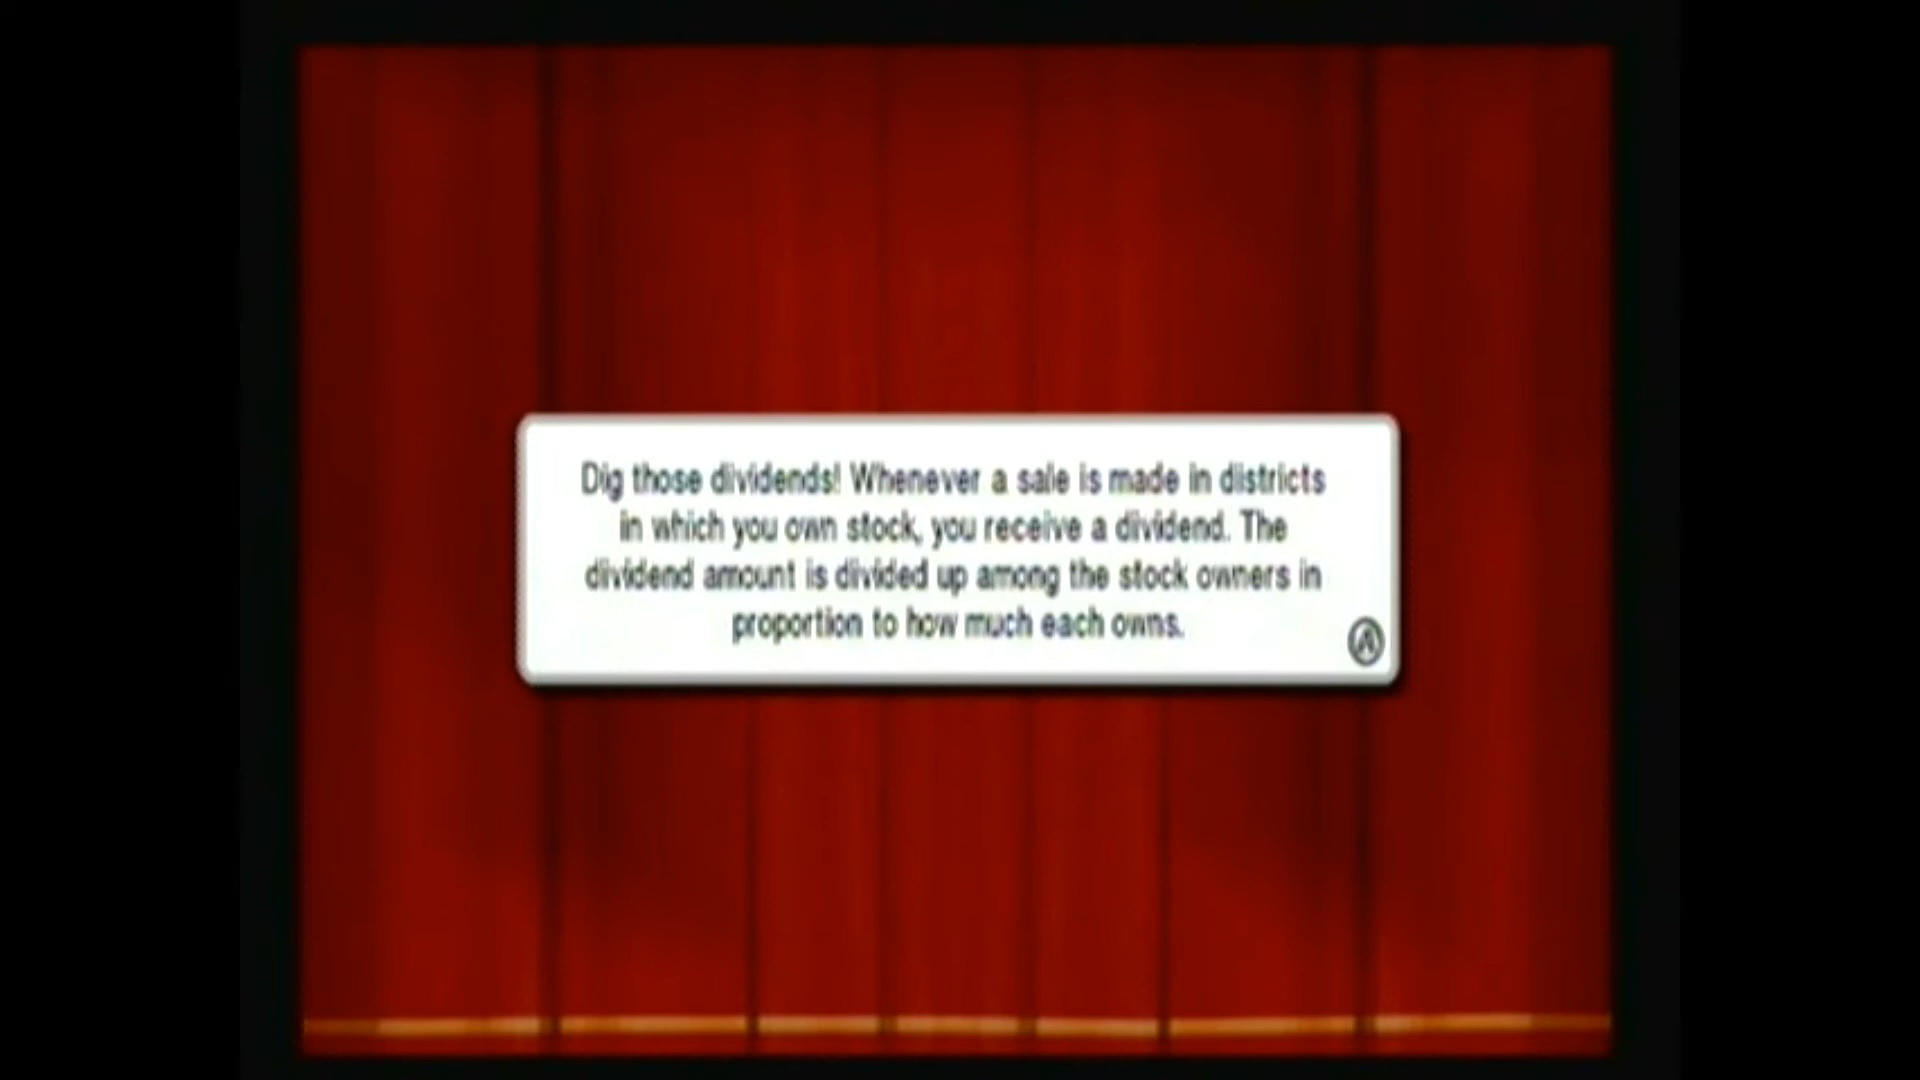 Dig those dividends! Whenever a sale is made in districts
in which you own stock, you receive a dividend. The
dividend amount is divided up among the stock owners in
proportion to how much each owns.
A